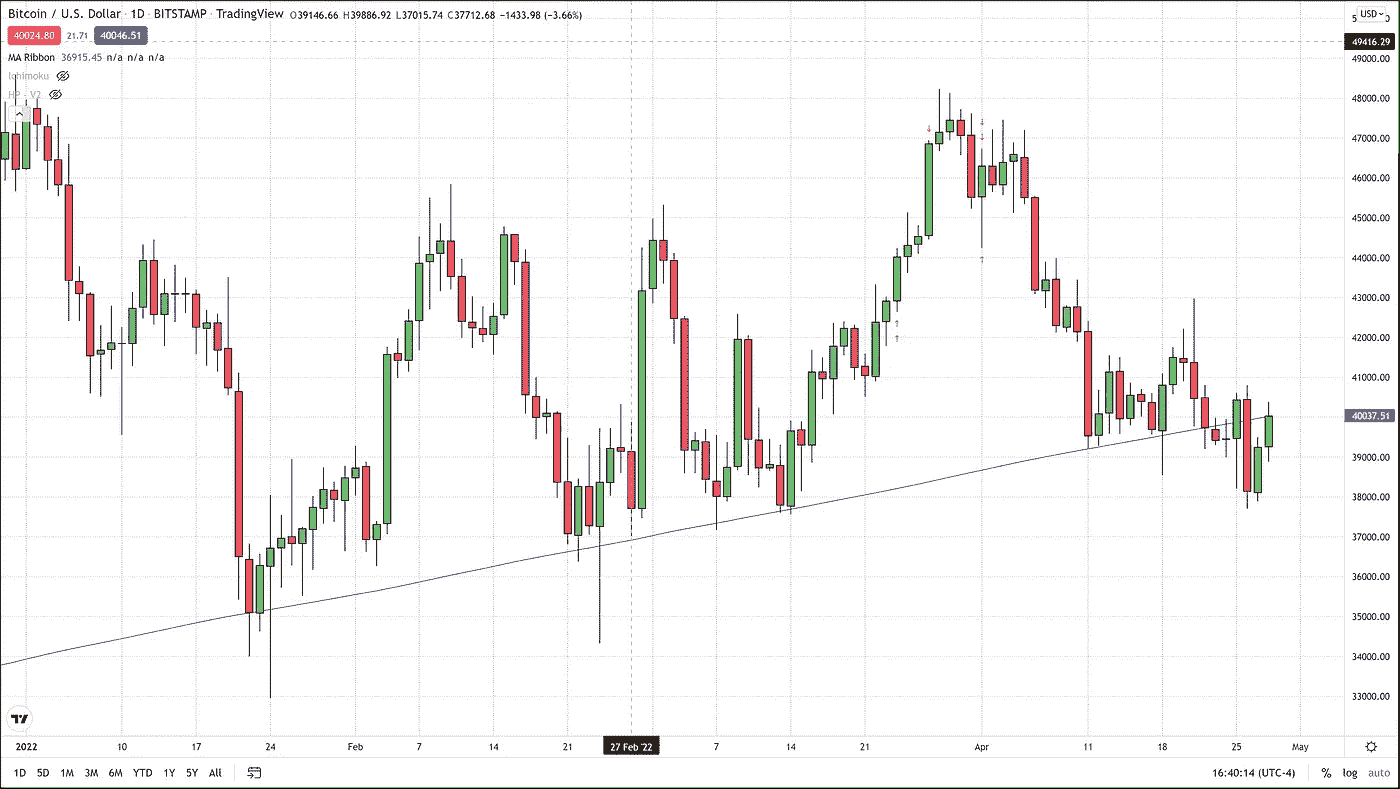 Bitcoin / U.S. Dollar · 1D · BITSTAMP · TradingView O39146.66 H39886.92 L37015.74 C37712.68 −1433.98 (−3.66%)
40024.80 21.71 40046.51
MA Ribbon 36915.45 n/a n/a n/a
Ichimoku
HP - V2
USD
49416.29
49000.00
48000.00
47000.00
46000.00
45000.00
44000.00
43000.00
42000.00
41000.00
40037.51
39000.00
38000.00
37000.00
36000.00
35000.00
34000.00
33000.00
2022 10 17 24 Feb 7 14 21 27 Feb '22 7 14 21 Apr 11 18 25 May
1D 5D 1M 3M 6M YTD 1Y 5Y All 16:40:14 (UTC-4) % log auto